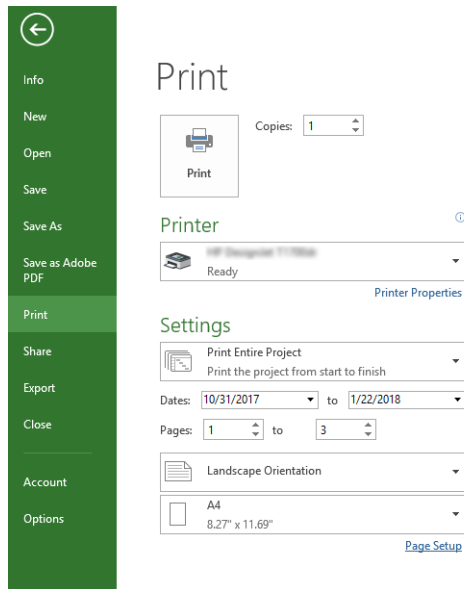 Info
New
Open
Save
Save As
Save as Adobe
PDF
Print
Share
Export
Close
Account
Options
Print
Print
Copies: 1
Printer
Ready
Printer Properties
Settings
Print Entire Project
Print the project from start to finish
Dates: 10/31/2017 to 1/22/2018
Pages: 1 to 3
Landscape Orientation
A4
8.27" x 11.69"
Page Setup